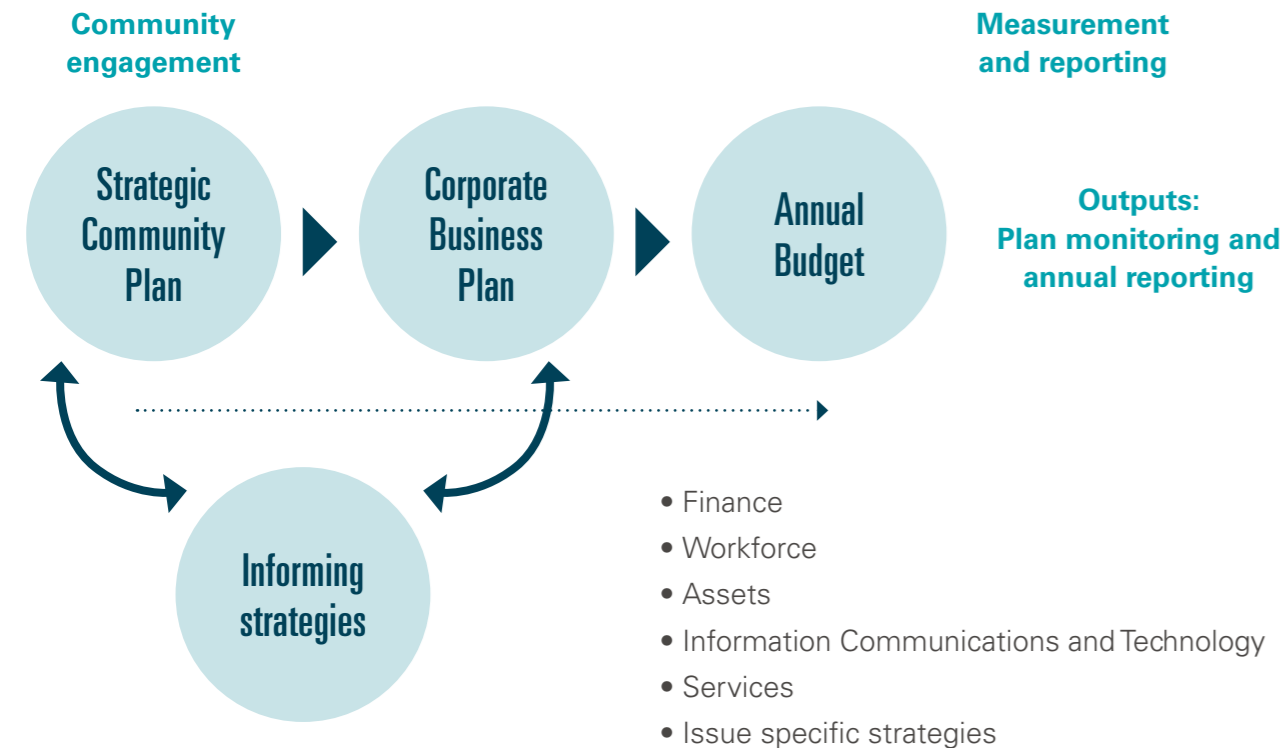 Community
engagement
Measurement
and reporting
Strategic
Community
Plan
Corporate
Business
Plan
Annual
Budget
Outputs:
Plan monitoring and
annual reporting
Informing
strategies
• Finance
• Workforce
• Assets
• Information Communications and Technology
• Services
• Issue specific strategies